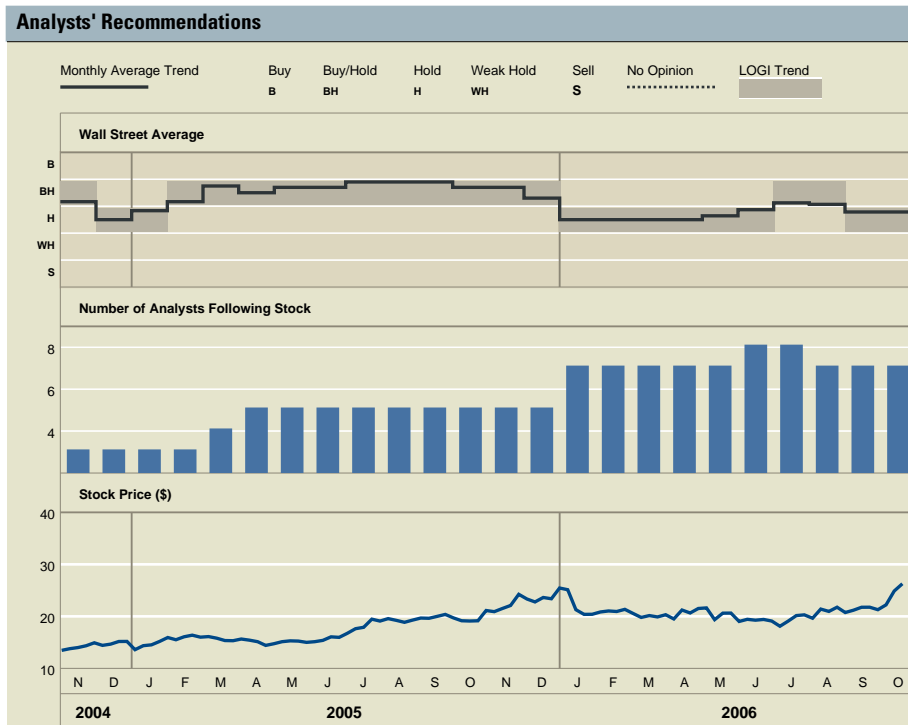 Analysts' Recommendations
Monthly Average Trend Buy Buy/Hold Hold Weak Hold Sell No Opinion LOGI Trend
B BH H WH S
Wall Street Average
B
BH
H
WH
S
Number of Analysts Following Stock
8
6
4
Stock Price ($)
40
30
20
10
N D J F M A M J J A S O N D J F M A M J J A S O
2004 2005 2006